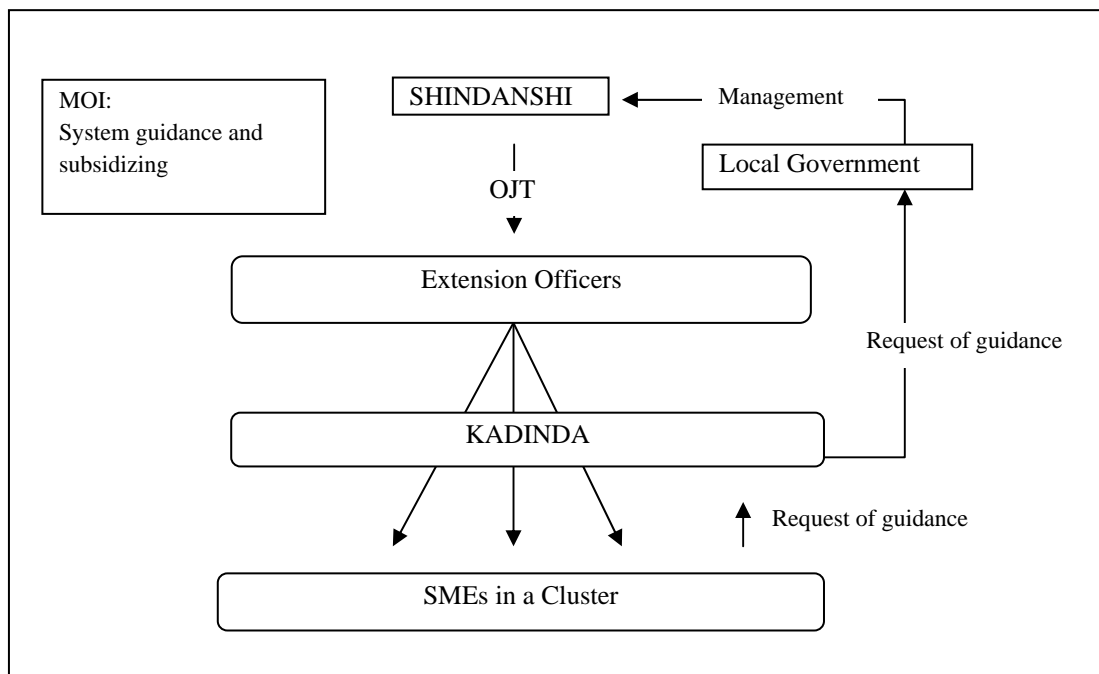 MOI:
System guidance and
subsidizing
SHINDANSHI
Management
Local Government
OJT
Extension Officers
Request of guidance
KADINDA
Request of guidance
SMEs in a Cluster